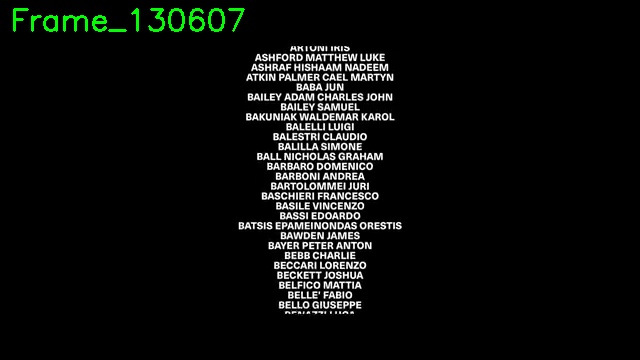 Frame_130607
ARTONI IRIS
ASHFORD MATTHEW LUKE
ASHRAF HISHAAM NADEEM
ATKIN PALMER CAEL MARTYN
BABA JUN
BAILEY ADAM CHARLES JOHN
BAILEY SAMUEL
BAKUNIAK WALDEMAR KAROL
BALELLI LUIGI
BALESTRI CLAUDIO
BALILLA SIMONE
BALL NICHOLAS GRAHAM
BARBARO DOMENICO
BARBONI ANDREA
BARTOLOMMEI JURI
BASCHIERI FRANCESCO
BASILE VINCENZO
BASSI EDOARDO
BATSIS EPAMEINONDAS ORESTIS
BAWDEN JAMES
BAYER PETER ANTON
BEBB CHARLIE
BECCARI LORENZO
BECKETT JOSHUA
BELFICO MATTIA
BELLE' FABIO
BELLO GIUSEPPE